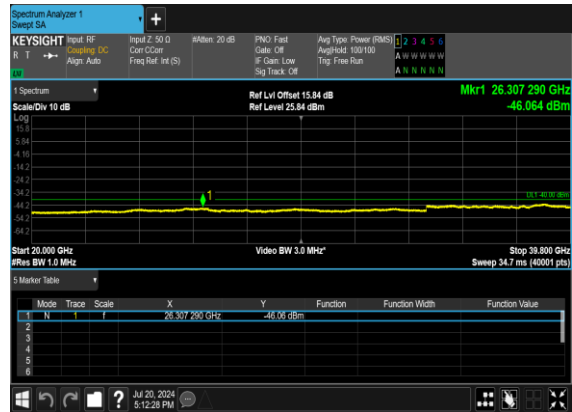 Spectrum Analyzer 1
Swept SA
KEYSIGHT
R T
LV
Input: RF
Coupling: DC
Align: Auto
Input Z: 50 Ω
Corr CCorr
Freq Ref: Int (S)
#Atten: 20 dB
PNO: Fast
Gate: Off
IF Gain: Low
Sig Track: Off
Avg Type: Power (RMS)
Avg|Hold: 100/100
Trig: Free Run
1 2 3 4 5 6
A W W W W W
A N N N N N
1 Spectrum
Scale/Div 10 dB
Ref Lvl Offset 15.84 dB
Ref Level 25.84 dBm
Mkr1 26.307 290 GHz
-46.064 dBm
Log
15.8
5.84
-4.16
-14.2
-24.2
-34.2
-44.2
-54.2
-64.2
1
DL1 -40.00 dBm
Start 20.000 GHz
#Res BW 1.0 MHz
Video BW 3.0 MHz*
Stop 39.800 GHz
Sweep 34.7 ms (40001 pts)
5 Marker Table
Mode Trace Scale X Y Function Function Width Function Value
1 N 1 f 26.307 290 GHz -46.06 dBm
2
3
4
5
6
?
Jul 20, 2024
5:12:28 PM